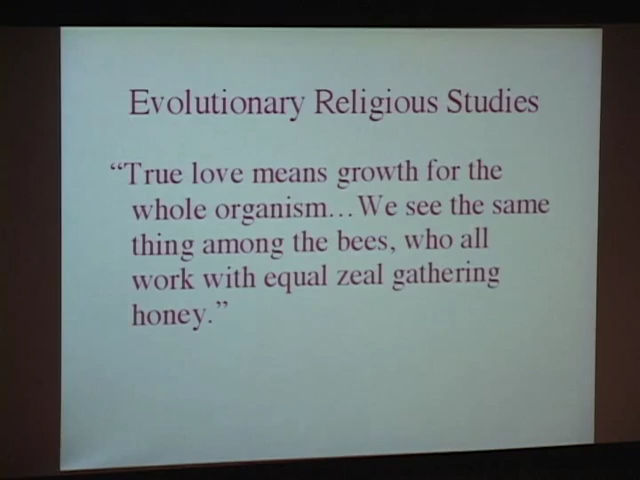 Evolutionary Religious Studies
“True love means growth for the
whole organism…We see the same
thing among the bees, who all
work with equal zeal gathering
honey.”